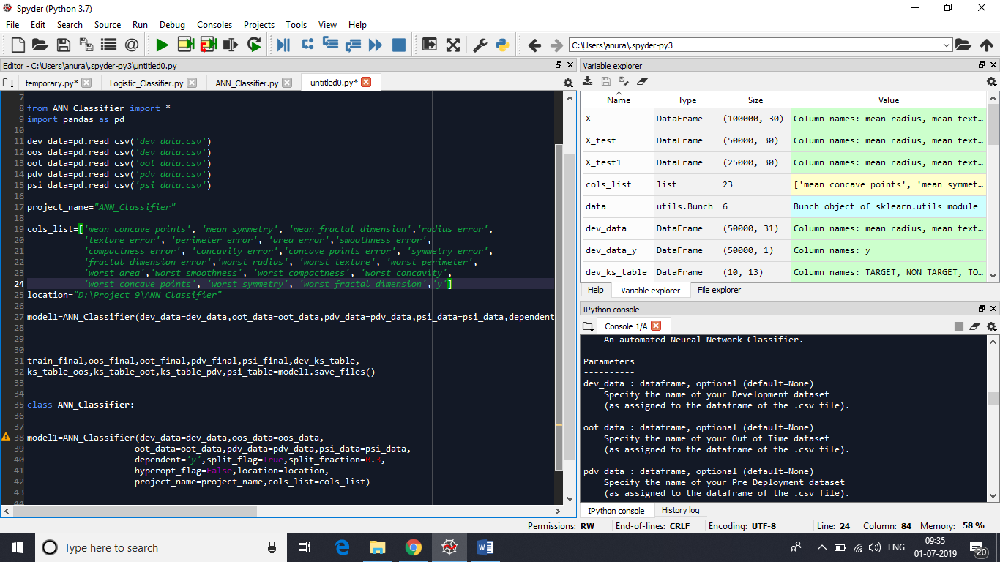 Spyder (Python 3.7)
File Edit Search Source Run Debug Consoles Projects Tools View Help
C:\Users\anura\.spyder-py3
Editor - C:\Users\anura\.spyder-py3\untitled0.py
temporary.py* Logistic_Classifier.py ANN_Classifier.py untitled0.py*
7
8 from ANN_Classifier import *
9 import pandas as pd
10
11 dev_data=pd.read_csv('dev_data.csv')
12 oos_data=pd.read_csv('dev_data.csv')
13 oot_data=pd.read_csv('oot_data.csv')
14 pdv_data=pd.read_csv('pdv_data.csv')
15 psi_data=pd.read_csv('psi_data.csv')
16
17 project_name="ANN_Classifier"
18
19 cols_list=['mean concave points', 'mean symmetry', 'mean fractal dimension','radius error',
20 'texture error', 'perimeter error', 'area error','smoothness error',
21 'compactness error', 'concavity error','concave points error', 'symmetry error',
22 'fractal dimension error','worst radius', 'worst texture', 'worst perimeter',
23 'worst area','worst smoothness', 'worst compactness', 'worst concavity',
24 'worst concave points', 'worst symmetry', 'worst fractal dimension','y']
25 location="D:\Project 9\ANN Classifier"
26
27 model1=ANN_Classifier(dev_data=dev_data,oot_data=oot_data,pdv_data=pdv_data,psi_data=psi_data,dependent
28
29
30
31 train_final,oos_final,oot_final,pdv_final,psi_final,dev_ks_table,
32 ks_table_oos,ks_table_oot,ks_table_pdv,psi_table=model1.save_files()
33
34
35 class ANN_Classifier:
36
37
38 model1=ANN_Classifier(dev_data=dev_data,oos_data=oos_data,
39 oot_data=oot_data,pdv_data=pdv_data,psi_data=psi_data,
40 dependent='y',split_flag=True,split_fraction=0.3,
41 hyperopt_flag=False,location=location,
42 project_name=project_name,cols_list=cols_list)
43
44
Variable explorer
Name Type Size Value
X DataFrame (100000, 30) Column names: mean radius, mean text…
X_test DataFrame (50000, 30) Column names: mean radius, mean text…
X_test1 DataFrame (25000, 30) Column names: mean radius, mean text…
cols_list list 23 ['mean concave points', 'mean symmet…
data utils.Bunch 6 Bunch object of sklearn.utils module
dev_data DataFrame (50000, 31) Column names: mean radius, mean text…
dev_data_y DataFrame (50000, 1) Column names: y
dev_ks_table DataFrame (10, 13) Column names: TARGET, NON TARGET, TO…
Help Variable explorer File explorer
IPython console
Console 1/A
An automated Neural Network Classifier.
Parameters
----------
dev_data : dataframe, optional (default=None)
Specify the name of your Development dataset
(as assigned to the dataframe of the .csv file).
oot_data : dataframe, optional (default=None)
Specify the name of your Out of Time dataset
(as assigned to the dataframe of the .csv file).
pdv_data : dataframe, optional (default=None)
Specify the name of your Pre Deployment dataset
(as assigned to the dataframe of the .csv file).
IPython console History log
Permissions: RW End-of-lines: CRLF Encoding: UTF-8 Line: 24 Column: 84 Memory: 58 %
Type here to search
ENG
09:35
01-07-2019
20